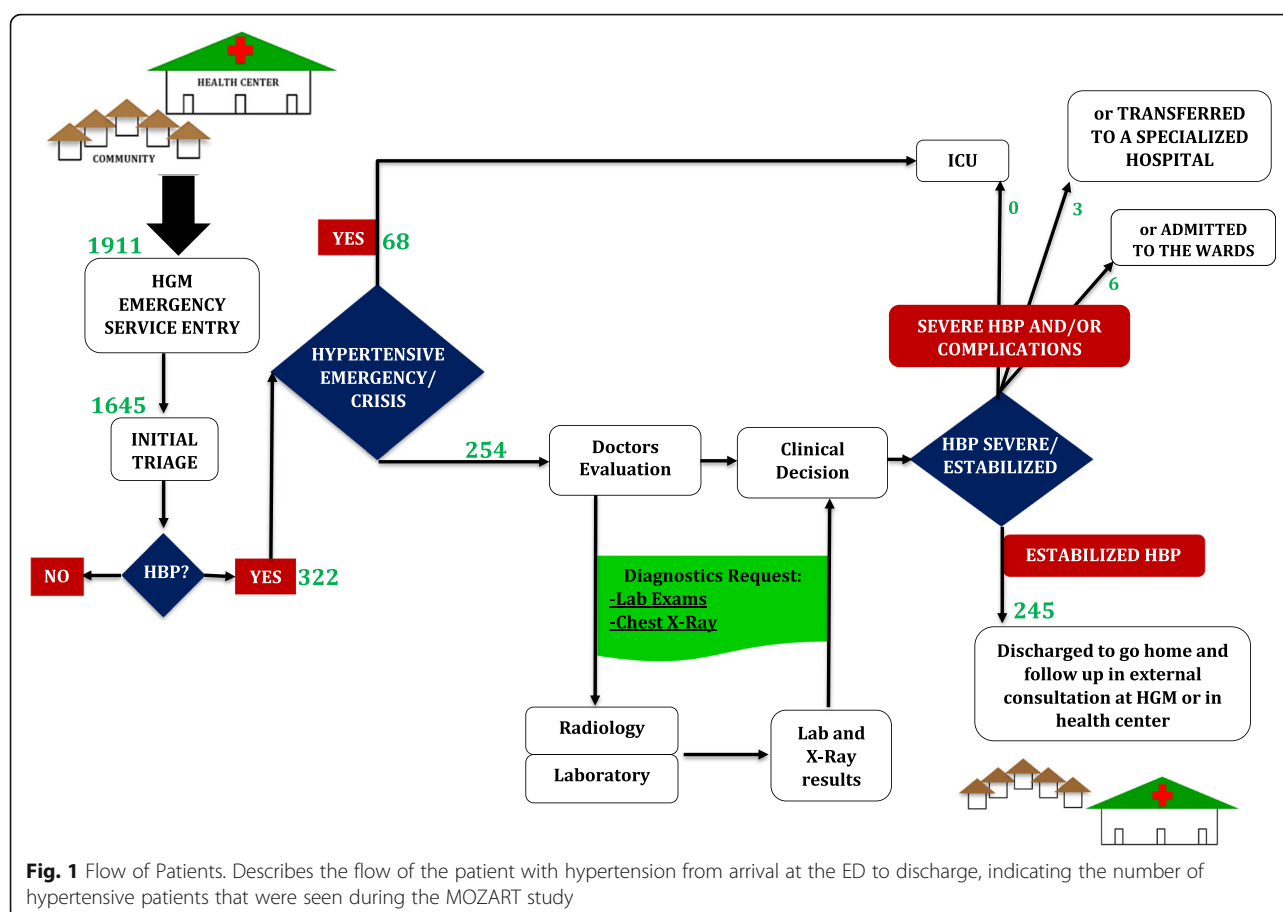 HEALTH CENTER
COMMUNITY
1911
HGM
EMERGENCY
SERVICE ENTRY
1645
INITIAL
TRIAGE
HBP?
NO
YES
322
HYPERTENSIVE
EMERGENCY/
CRISIS
YES
68
ICU
254
Doctors
Evaluation
Clinical
Decision
Diagnostics Request:
-Lab Exams
-Chest X-Ray
Radiology
Laboratory
Lab and
X-Ray
results
HBP SEVERE/
ESTABILIZED
SEVERE HBP AND/OR
COMPLICATIONS
0
3
6
or TRANSFERRED
TO A SPECIALIZED
HOSPITAL
or ADMITTED
TO THE WARDS
ESTABILIZED HBP
245
Discharged to go home and
follow up in external
consultation at HGM or in
health center
Fig. 1 Flow of Patients. Describes the flow of the patient with hypertension from arrival at the ED to discharge, indicating the number of
hypertensive patients that were seen during the MOZART study